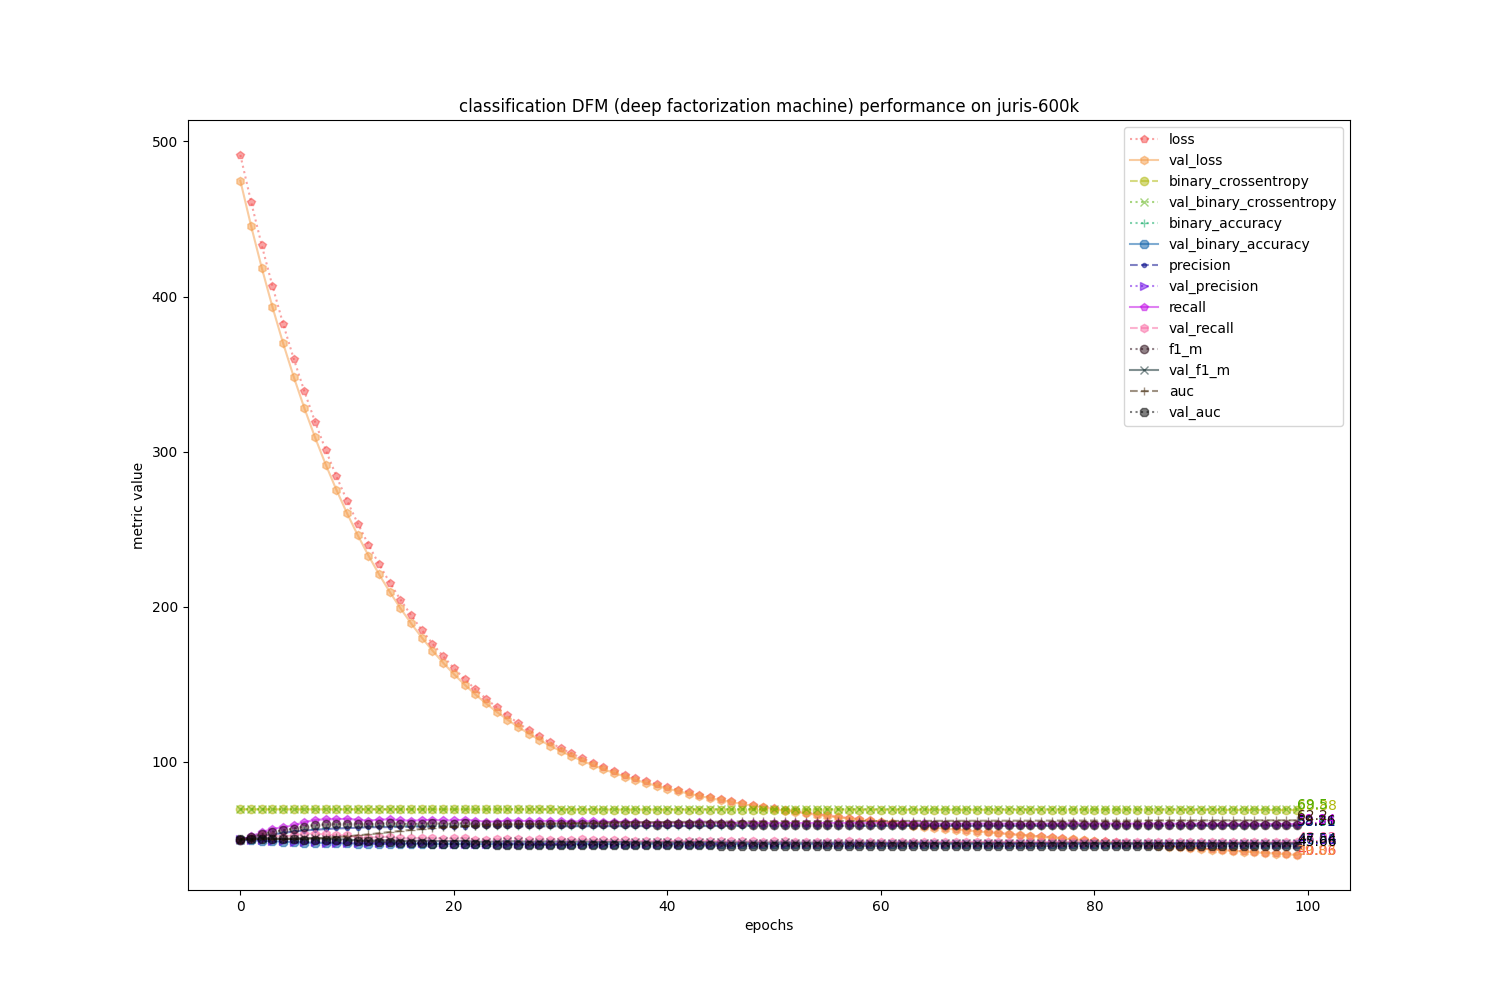 classification DFM (deep factorization machine) performance on juris-600k
500
400
300
200
100
metric value
loss
val_loss
binary_crossentropy
val_binary_crossentropy
binary_accuracy
val_binary_accuracy
precision
val_precision
recall
val_recall
f1_m
val_f1_m
auc
val_auc
0
20
40
60
80
100
epochs